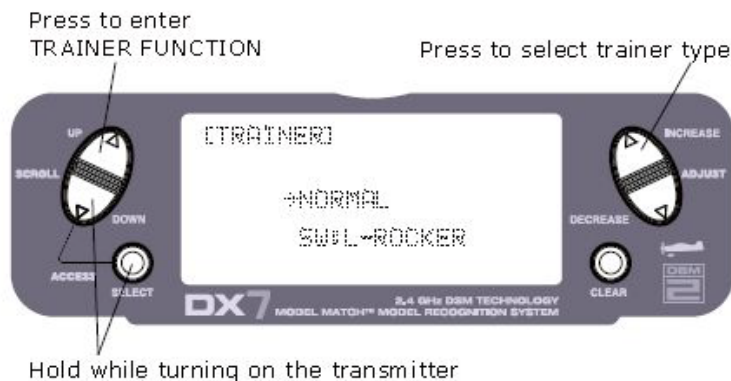 Press to enter
TRAINER FUNCTION
Press to select trainer type
UP
SCROLL
DOWN
ACCESS
SELECT
[TRAINER]
→NORMAL
SW:L-ROCKER
INCREASE
ADJUST
DECREASE
CLEAR
DSM
2
DX7
2,4 GHz DSM TECHNOLOGY
MODEL MATCH™ MODEL RECOGNITION SYSTEM
Hold while turning on the transmitter